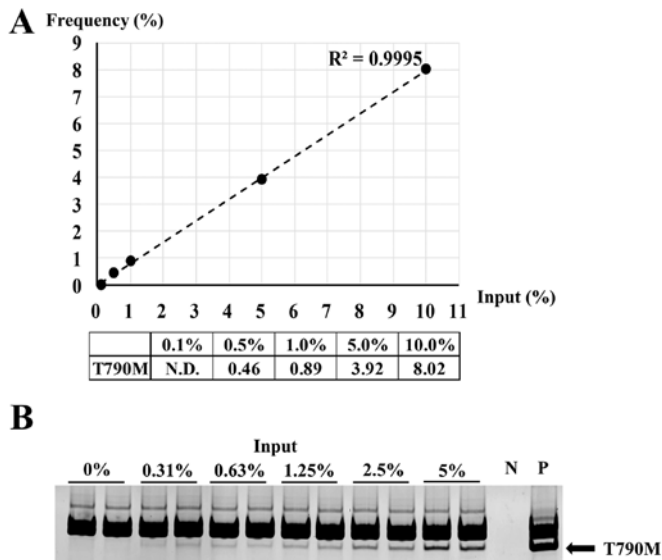 A Frequency (%)
9
8
7
6
5
4
3
2
1
0
R² = 0.9995
0 1 2 3 4 5 6 7 8 9 10 11 Input (%)
0.1% 0.5% 1.0% 5.0% 10.0%
T790M N.D. 0.46 0.89 3.92 8.02
B
Input
0% 0.31% 0.63% 1.25% 2.5% 5% N P
T790M